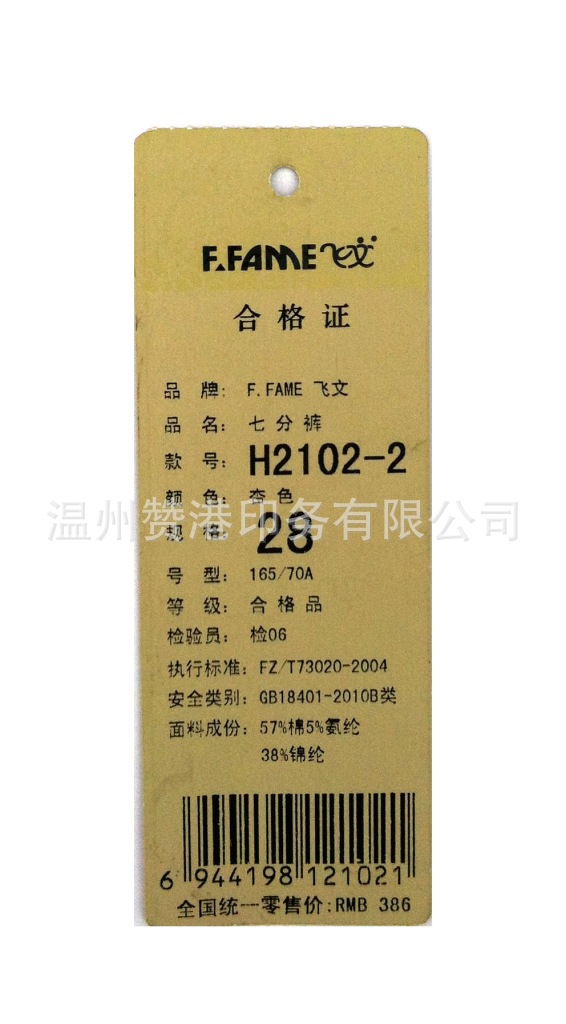 F.FAME飞文
合格证
品 牌: F.FAME 飞文
品 名: 七分裤
款 号: H2102-2
颜 色: 杏色
温州赞港印务有限公司
规 格: 28
号 型: 165/70A
等 级: 合格品
检验员: 检06
执行标准: FZ/T73020-2004
安全类别: GB18401-2010B类
面料成份: 57%棉5%氨纶
38%锦纶
6 944198 121021
全国统一零售价:RMB 386